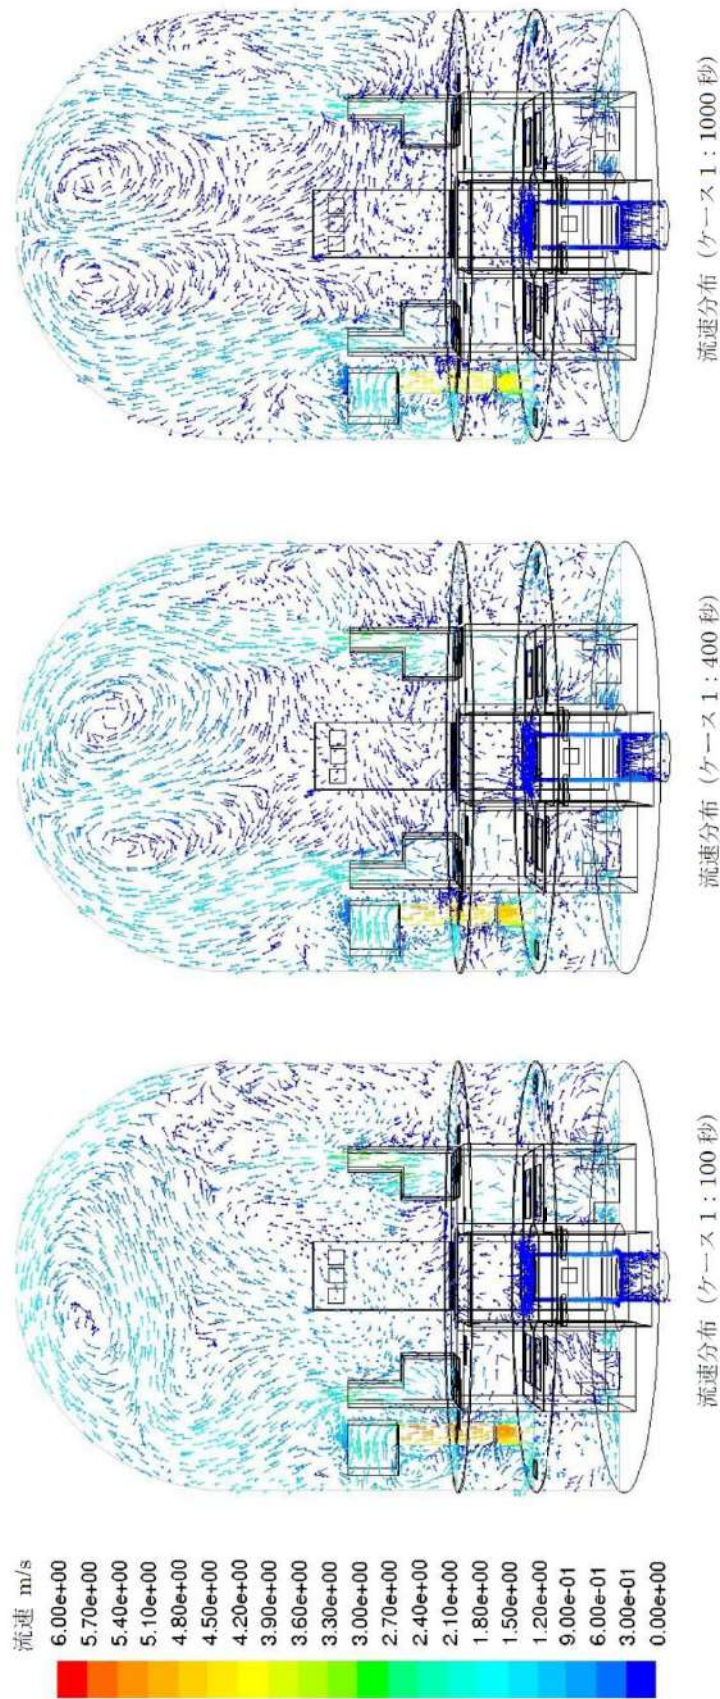 流速 m/s
6.00e+00
5.70e+00
5.40e+00
5.10e+00
4.80e+00
4.50e+00
4.20e+00
3.90e+00
3.60e+00
3.30e+00
3.00e+00
2.70e+00
2.40e+00
2.10e+00
1.80e+00
1.50e+00
1.20e+00
9.00e-01
6.00e-01
3.00e-01
0.00e+00
流速分布（ケース1：100秒）
流速分布（ケース1：400秒）
流速分布（ケース1：1000秒）